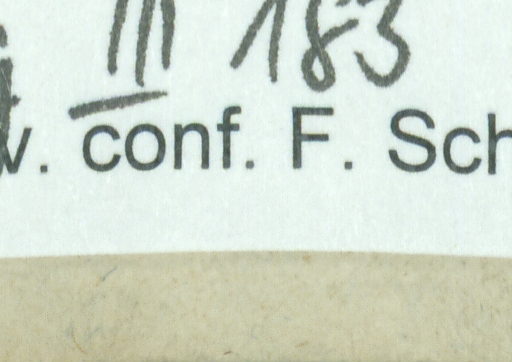 III 183
v. conf. F. Sch